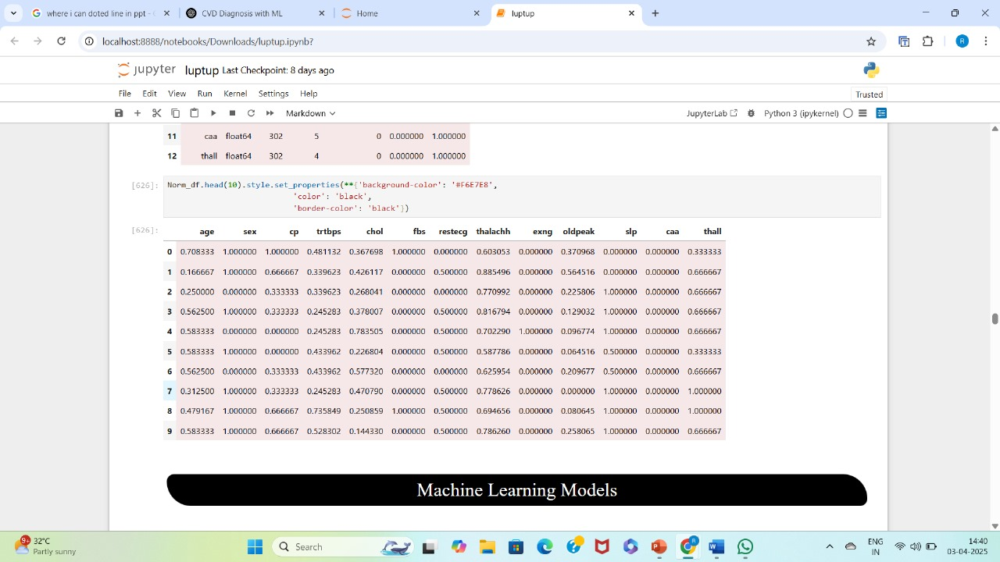 where i can doted line in ppt -
CVD Diagnosis with ML
Home
luptup
localhost:8888/notebooks/Downloads/luptup.ipynb?
R
jupyter luptup Last Checkpoint: 8 days ago
File Edit View Run Kernel Settings Help
Trusted
Markdown
JupyterLab
Python 3 (ipykernel)
11 caa float64 302 5 0 0.000000 1.000000
12 thall float64 302 4 0 0.000000 1.000000
[626]: Norm_df.head(10).style.set_properties(**{'background-color': '#F6E7E8',
'color': 'black',
'border-color': 'black'})
[626]: age sex cp trtbps chol fbs restecg thalachh exng oldpeak slp caa thall
0 0.708333 1.000000 1.000000 0.481132 0.367698 1.000000 0.000000 0.603053 0.000000 0.370968 0.000000 0.000000 0.333333
1 0.166667 1.000000 0.666667 0.339623 0.426117 0.000000 0.500000 0.885496 0.000000 0.564516 0.000000 0.000000 0.666667
2 0.250000 0.000000 0.333333 0.339623 0.268041 0.000000 0.000000 0.770992 0.000000 0.225806 1.000000 0.000000 0.666667
3 0.562500 1.000000 0.333333 0.245283 0.378007 0.000000 0.500000 0.816794 0.000000 0.129032 1.000000 0.000000 0.666667
4 0.583333 0.000000 0.000000 0.245283 0.783505 0.000000 0.500000 0.702290 1.000000 0.096774 1.000000 0.000000 0.666667
5 0.583333 1.000000 0.000000 0.433962 0.226804 0.000000 0.500000 0.587786 0.000000 0.064516 0.500000 0.000000 0.333333
6 0.562500 0.000000 0.333333 0.433962 0.577320 0.000000 0.000000 0.625954 0.000000 0.209677 0.500000 0.000000 0.666667
7 0.312500 1.000000 0.333333 0.245283 0.470790 0.000000 0.500000 0.778626 0.000000 0.000000 1.000000 0.000000 1.000000
8 0.479167 1.000000 0.666667 0.735849 0.250859 1.000000 0.500000 0.694656 0.000000 0.080645 1.000000 0.000000 1.000000
9 0.583333 1.000000 0.666667 0.528302 0.144330 0.000000 0.500000 0.786260 0.000000 0.258065 1.000000 0.000000 0.666667
Machine Learning Models
9+
32°C
Partly sunny
Search
ENG
IN
14:40
03-04-2025